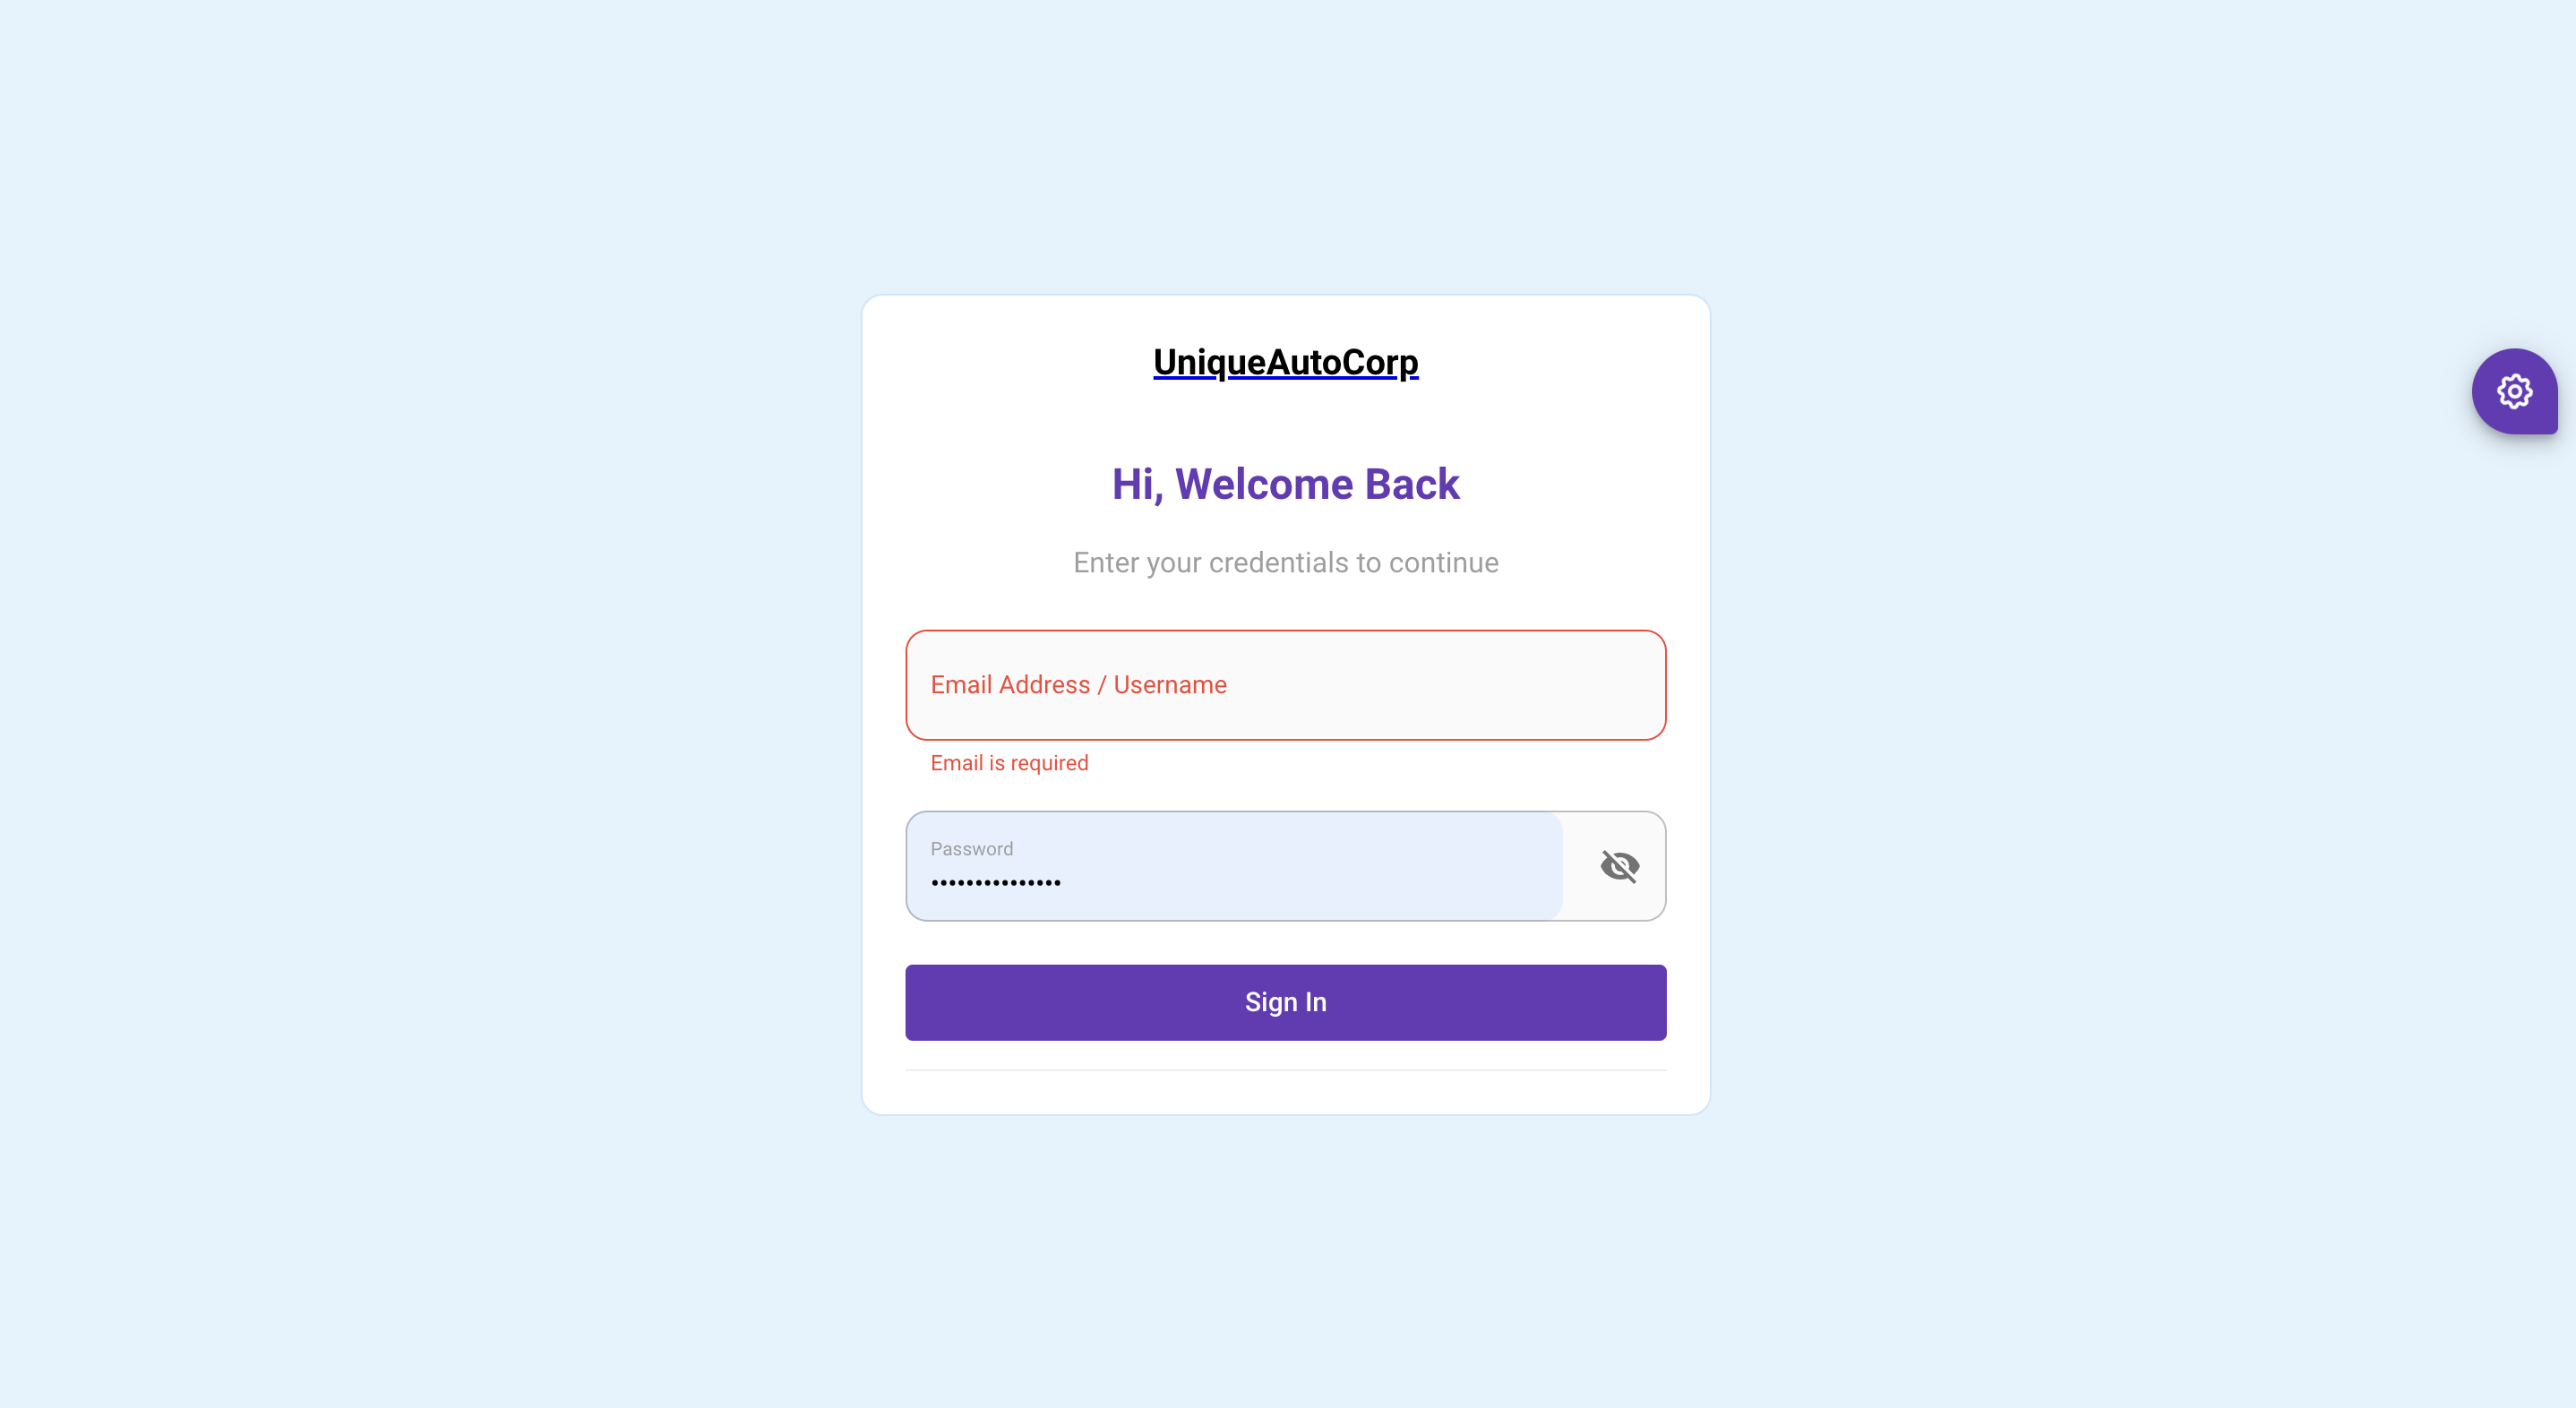 UniqueAutoCorp
Hi, Welcome Back
Enter your credentials to continue
Email Address / Username
Email is required
Password
•••••••••••••••
Sign In